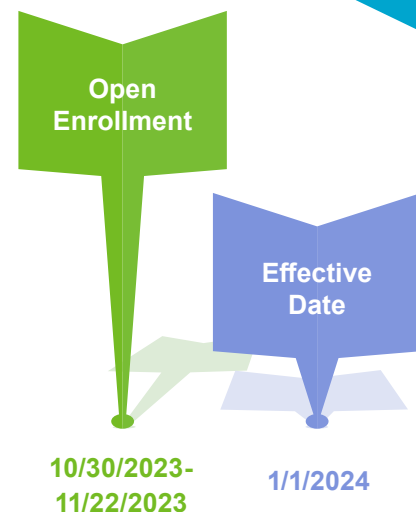 Open
Enrollment
Effective
Date
10/30/2023-
11/22/2023
1/1/2024